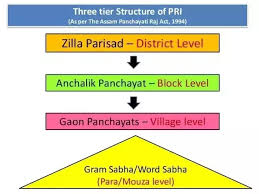 Three tier Structure of PRI
(As per The Assam Panchayati Raj Act, 1994)
Zilla Parisad – District Level
Anchalik Panchayat – Block Level
Gaon Panchayats – Village level
Gram Sabha/Word Sabha
(Para/Mouza level)